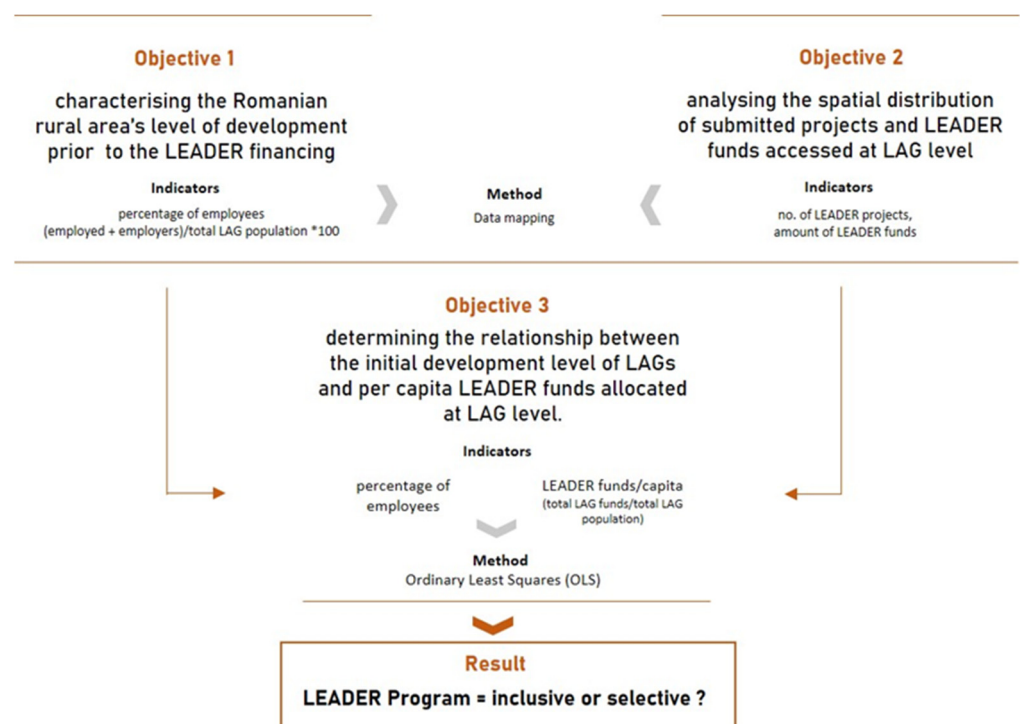 Objective 1
characterising the Romanian
rural area's level of development
prior to the LEADER financing
Indicators
percentage of employees
(employed + employers)/total LAG population *100
Method
Data mapping
Objective 2
analysing the spatial distribution
of submitted projects and LEADER
funds accessed at LAG level
Indicators
no. of LEADER projects,
amount of LEADER funds
Objective 3
determining the relationship between
the initial development level of LAGs
and per capita LEADER funds allocated
at LAG level.
Indicators
percentage of
employees
LEADER funds/capita
(total LAG funds/total LAG
population)
Method
Ordinary Least Squares (OLS)
Result
LEADER Program = inclusive or selective ?